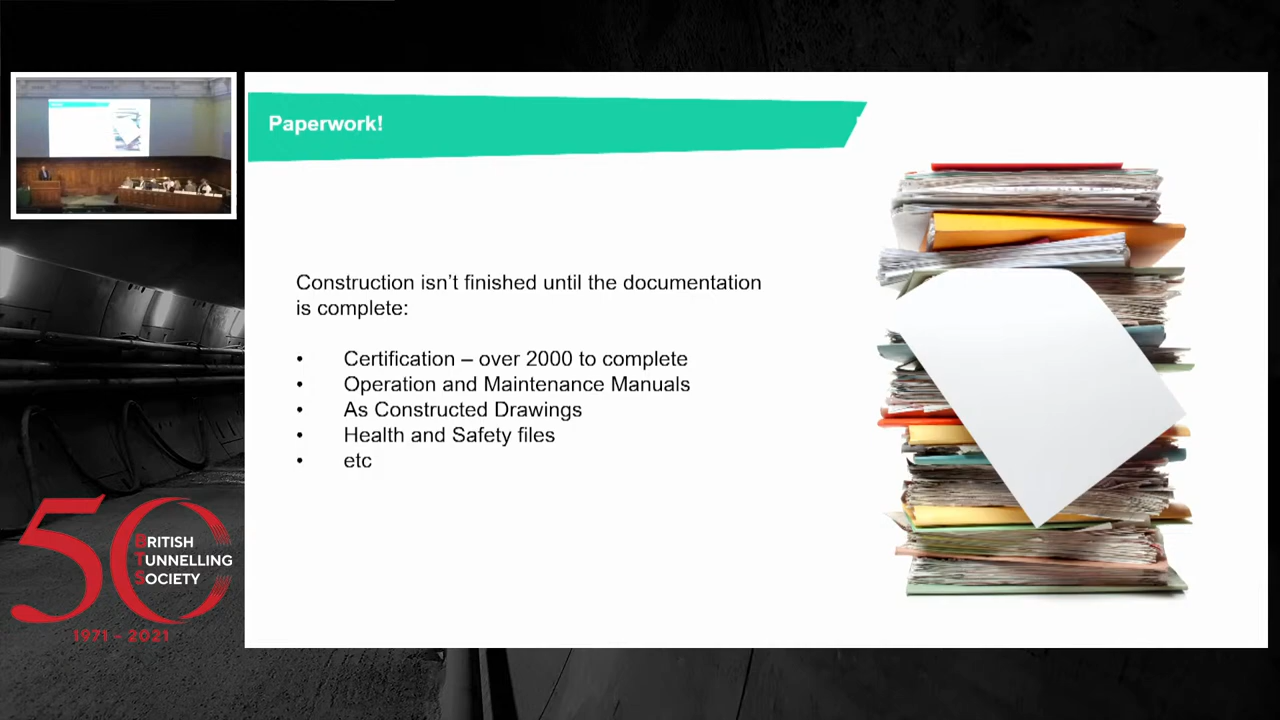 Paperwork!
Construction isn't finished until the documentation
is complete:
• Certification – over 2000 to complete
• Operation and Maintenance Manuals
• As Constructed Drawings
• Health and Safety files
• etc
50
BRITISH
TUNNELLING
SOCIETY
1971 - 2021